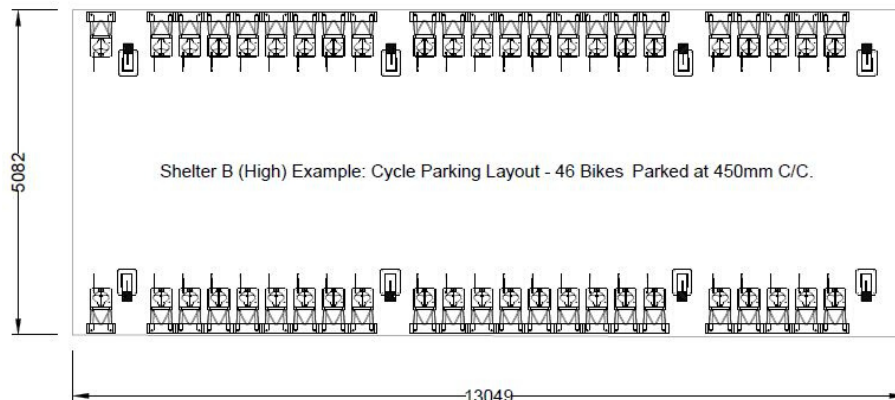 5082
Shelter B (High) Example: Cycle Parking Layout - 46 Bikes Parked at 450mm C/C.
13049